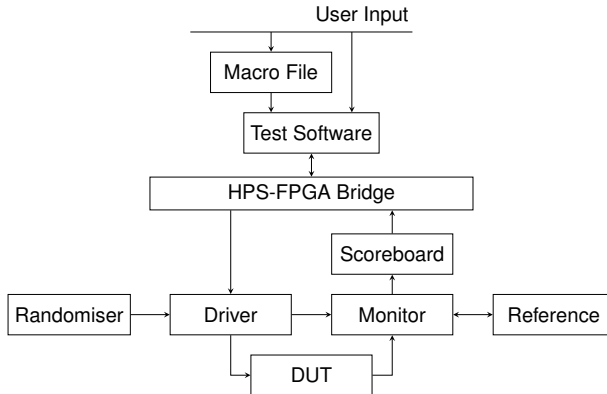 User Input
Macro File
Test Software
HPS-FPGA Bridge
Scoreboard
Randomiser
Driver
Monitor
Reference
DUT